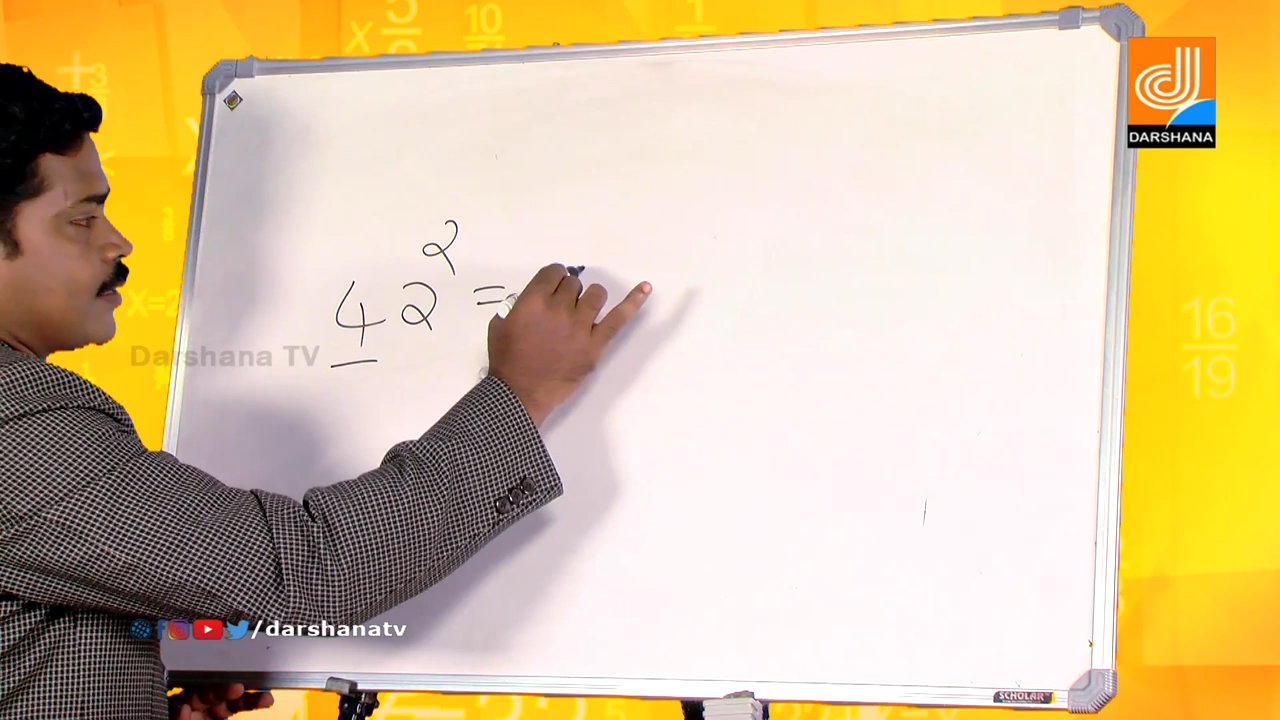 DARSHANA
42² =
Darshana TV
16
19
/darshanatv
SCHOLAR